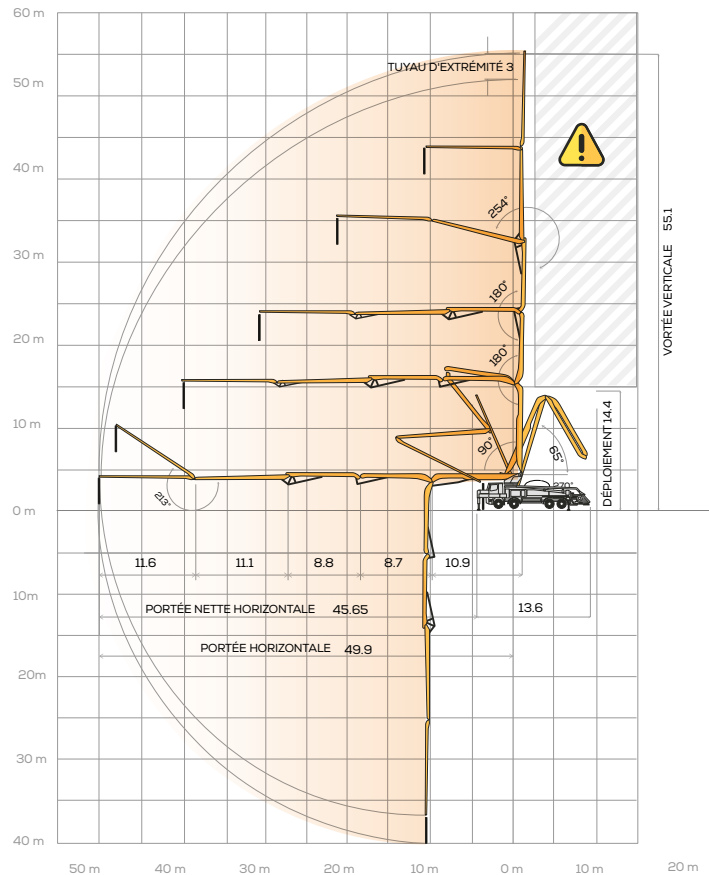 60 m
TUYAU D'EXTRÉMITÉ 3
50 m
40 m
254°
VORTÉE VERTICALE 55.1
30 m
180°
20 m
180°
10 m
DÉPLOIEMENT 14.4
90°
65°
270°
213°
0 m
11.6 11.1 8.8 8.7 10.9
10m
PORTÉE NETTE HORIZONTALE 45.65
13.6
PORTÉE HORIZONTALE 49.9
20m
30 m
40 m
50 m 40 m 30 m 20 m 10 m 0 m 10 m 20 m